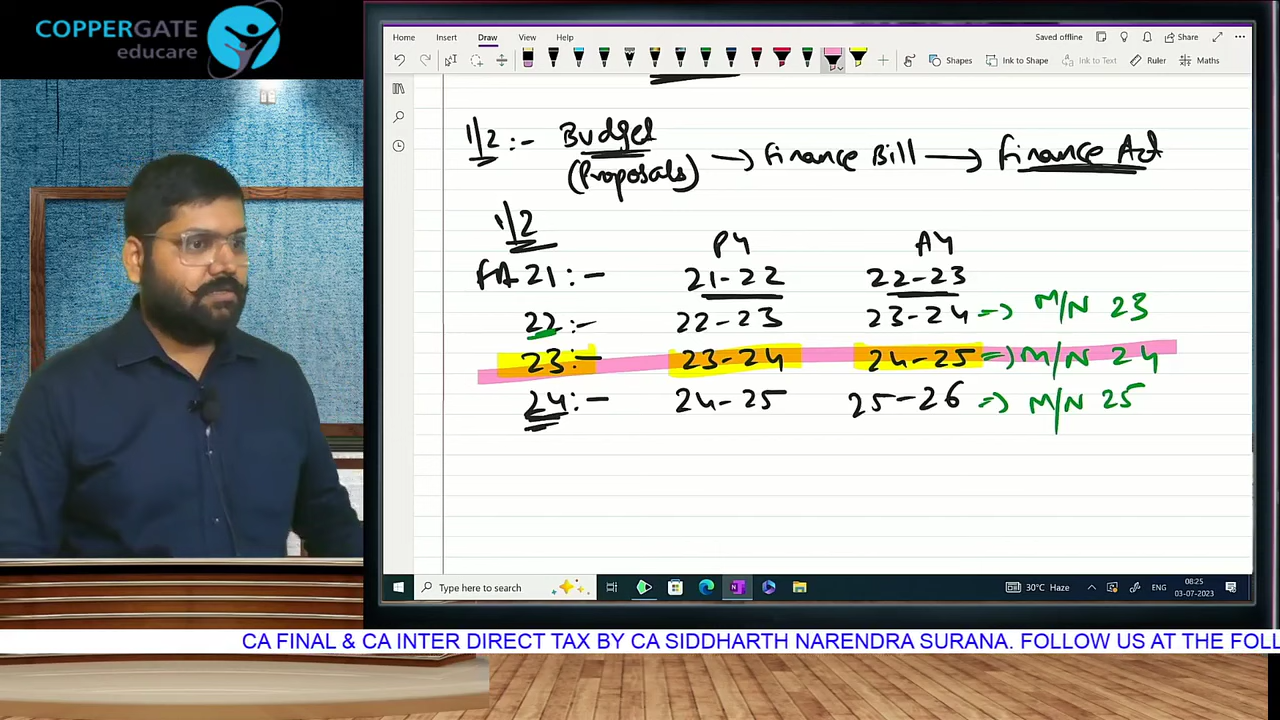 COPPERGATE
educare
Home Insert Draw View Help
Saved offline
Share
Shapes
Ink to Shape
Ink to Text
Ruler
Maths
1/2 :- Budget (Proposals) → Finance Bill → Finance Act
1/2
PY AY
FA 21 :- 21-22 22-23
22 :- 22-23 23-24 => M/N 23
23 :- 23-24 24-25 => M/N 24
24 :- 24-25 25-26 => M/N 25
Type here to search
30°C Haze
ENG
08:25
03-07-2023
CA FINAL & CA INTER DIRECT TAX BY CA SIDDHARTH NARENDRA SURANA. FOLLOW US AT THE FOLL